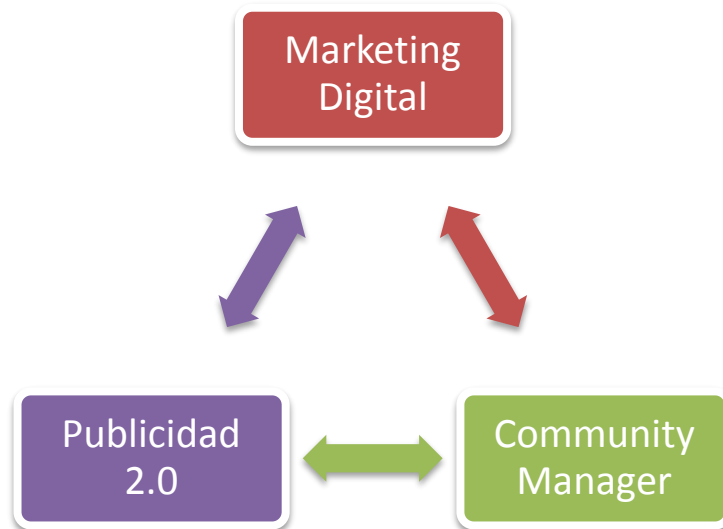 Marketing
Digital
Publicidad
2.0
Community
Manager